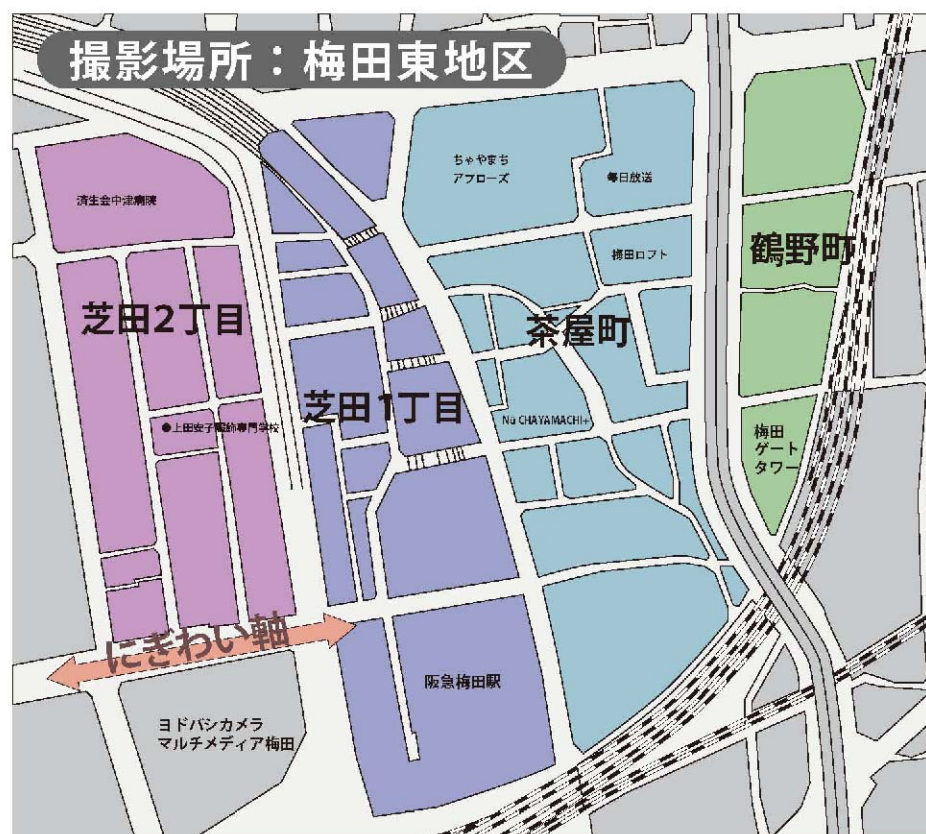 撮影場所：梅田東地区
ちゃやまち
アプローズ
毎日放送
済生会中津病院
梅田ロフト
鶴野町
芝田2丁目
茶屋町
芝田1丁目
Nu CHAYAMACHI+
●上田安子服飾専門学校
梅田
ゲート
タワー
にぎわい軸
阪急梅田駅
ヨドバシカメラ
マルチメディア梅田